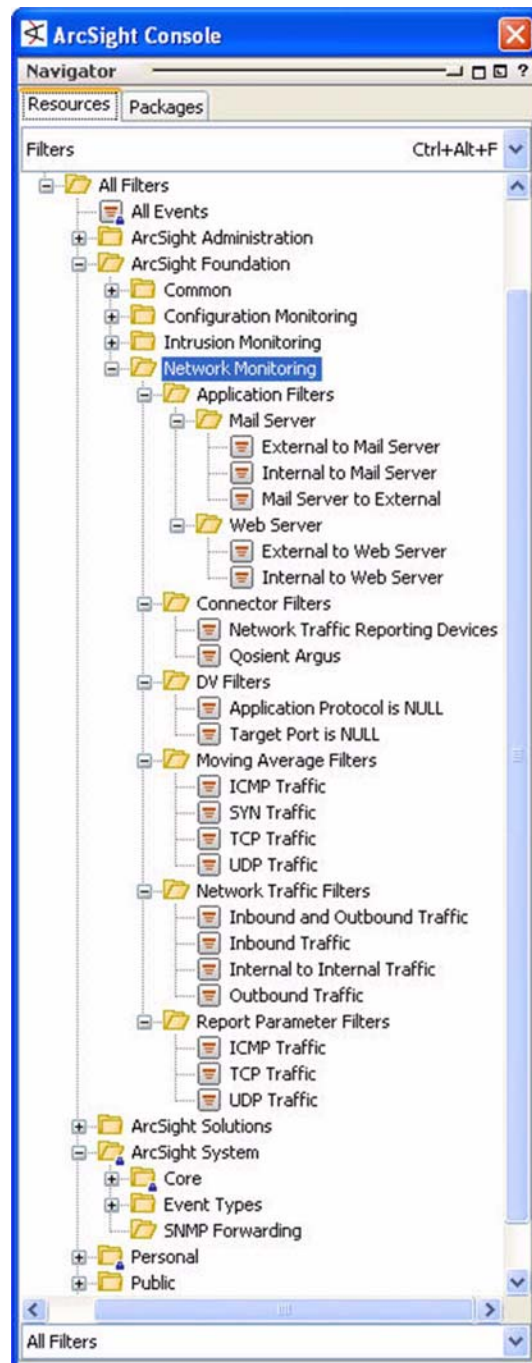 ArcSight Console
Navigator ?
Resources Packages
Filters Ctrl+Alt+F
All Filters
All Events
ArcSight Administration
ArcSight Foundation
Common
Configuration Monitoring
Intrusion Monitoring
Network Monitoring
Application Filters
Mail Server
External to Mail Server
Internal to Mail Server
Mail Server to External
Web Server
External to Web Server
Internal to Web Server
Connector Filters
Network Traffic Reporting Devices
Qosient Argus
DV Filters
Application Protocol is NULL
Target Port is NULL
Moving Average Filters
ICMP Traffic
SYN Traffic
TCP Traffic
UDP Traffic
Network Traffic Filters
Inbound and Outbound Traffic
Inbound Traffic
Internal to Internal Traffic
Outbound Traffic
Report Parameter Filters
ICMP Traffic
TCP Traffic
UDP Traffic
ArcSight Solutions
ArcSight System
Core
Event Types
SNMP Forwarding
Personal
Public
All Filters